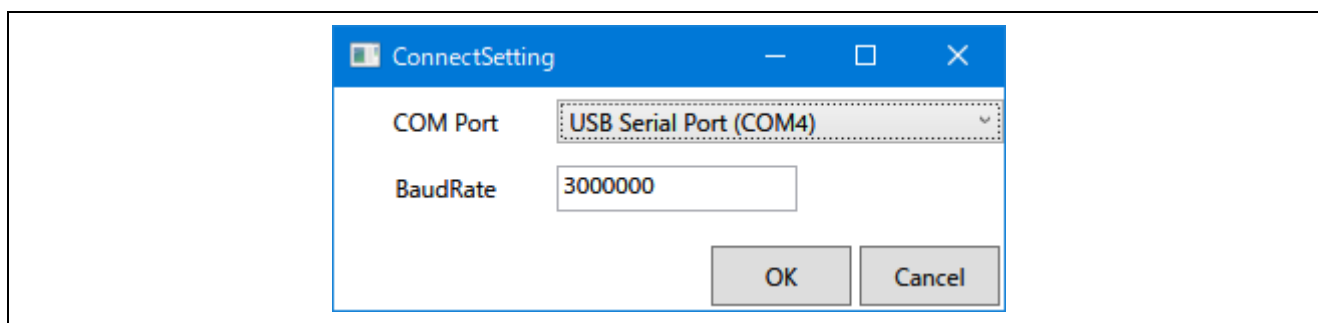 ConnectSetting
COM Port USB Serial Port (COM4)
BaudRate 3000000
OK Cancel